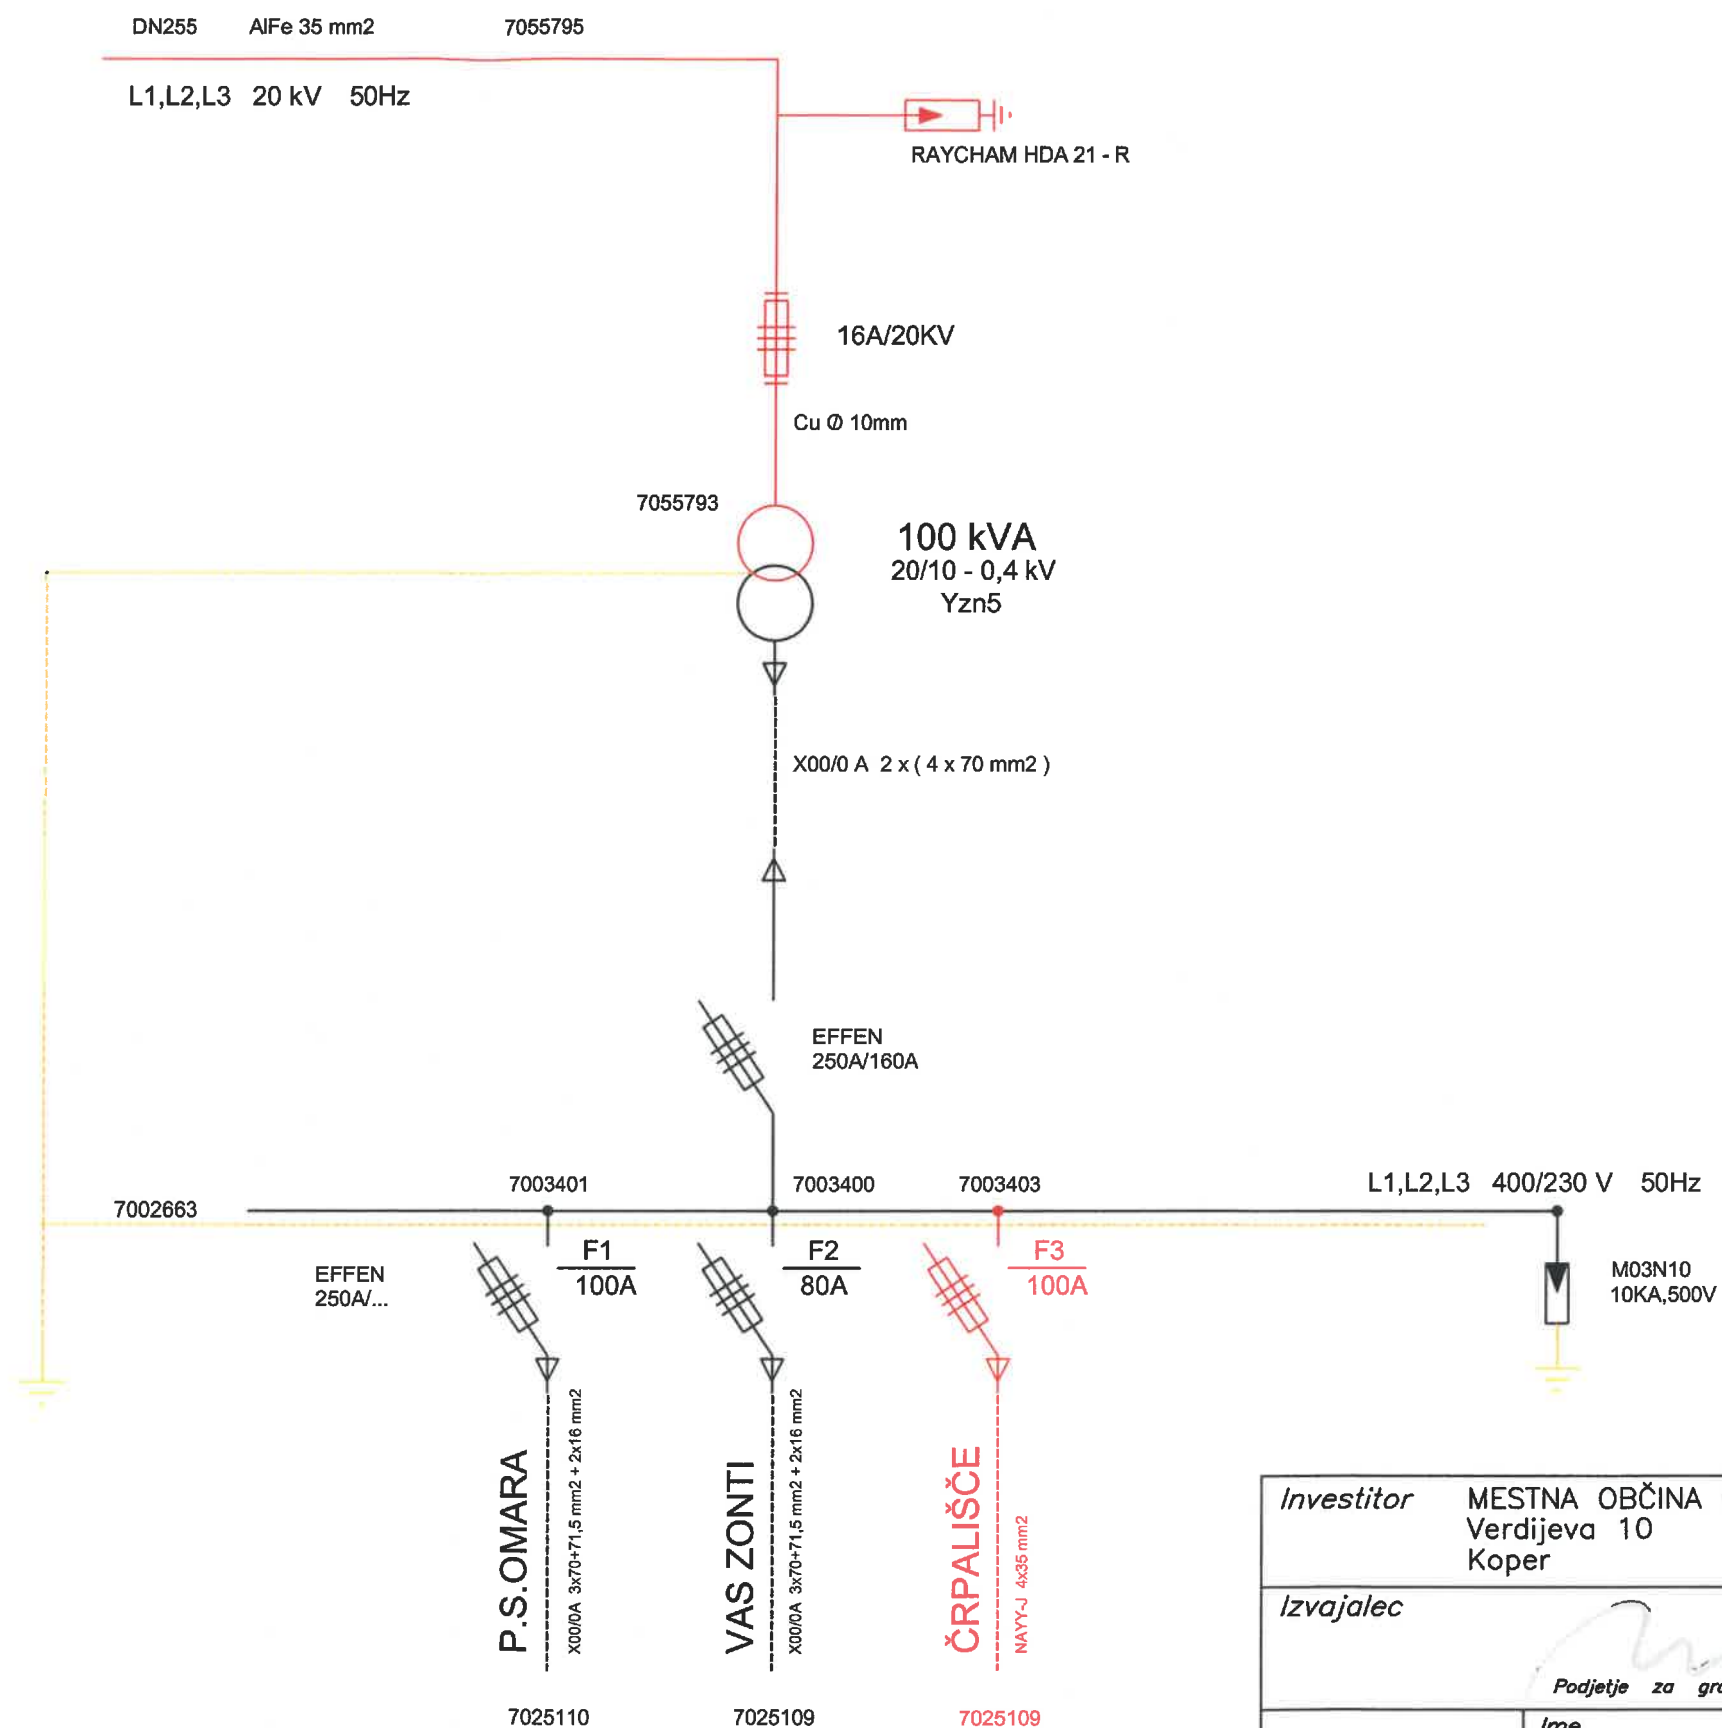 DN255 AlFe 35 mm2 7055795
L1,L2,L3 20 kV 50Hz
RAYCHAM HDA 21 - R
16A/20KV
Cu Ø 10mm
7055793
100 kVA
20/10 - 0,4 kV
Yzn5
X00/0 A 2 x ( 4 x 70 mm2 )
EFFEN
250A/160A
7003401 7003400 7003403
L1,L2,L3 400/230 V 50Hz
7002663
F1
100A
F2
80A
F3
100A
EFFEN
250A/...
M03N10
10KA,500V
P.S.OMARA
X00/0A 3x70+71,5 mm2 + 2x16 mm2
VAS ZONTI
X00/0A 3x70+71,5 mm2 + 2x16 mm2
ČRPALIŠČE
NAYY-J 4x35 mm2
7025110 7025109 7025109
Investitor MESTNA OBČINA
Verdijeva 10
Koper
Izvajalec
Podjetje za gra
Ime